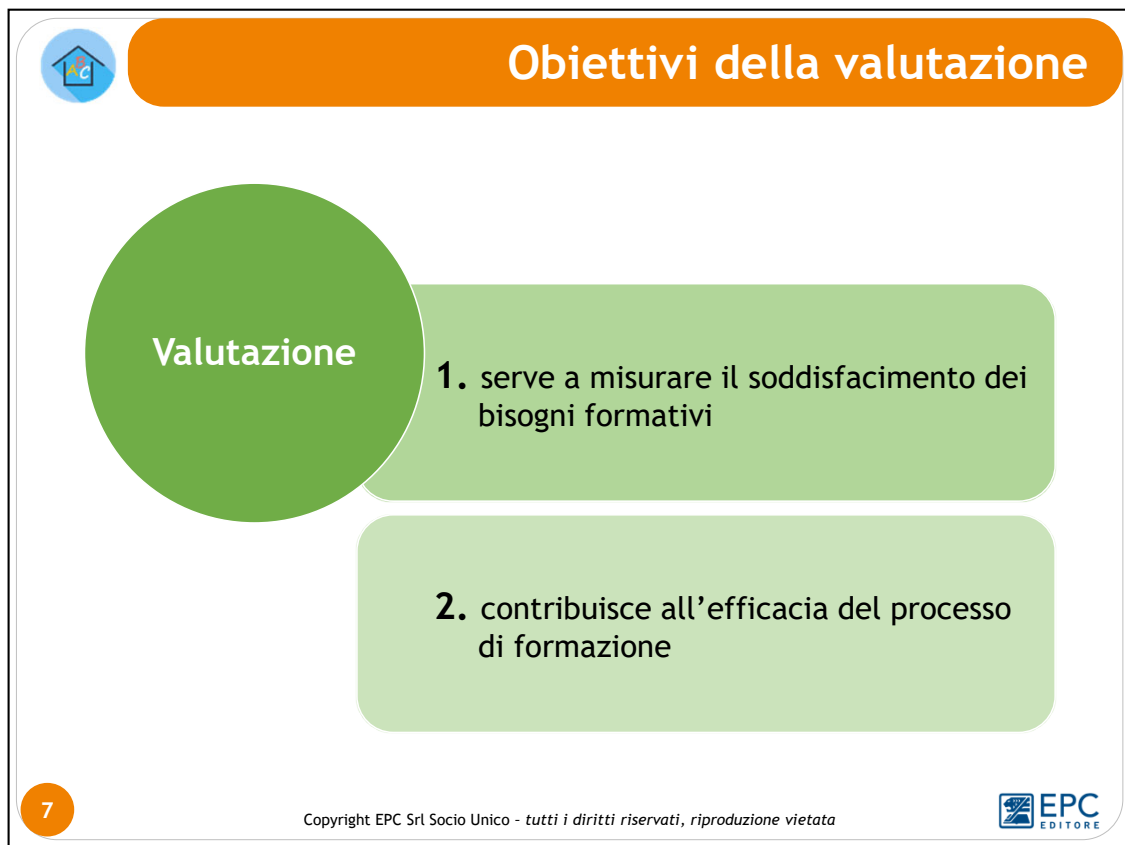 ABC
Obiettivi della valutazione
Valutazione
1. serve a misurare il soddisfacimento dei
bisogni formativi
2. contribuisce all’efficacia del processo
di formazione
7
Copyright EPC Srl Socio Unico – tutti i diritti riservati, riproduzione vietata
EPC
EDITORE